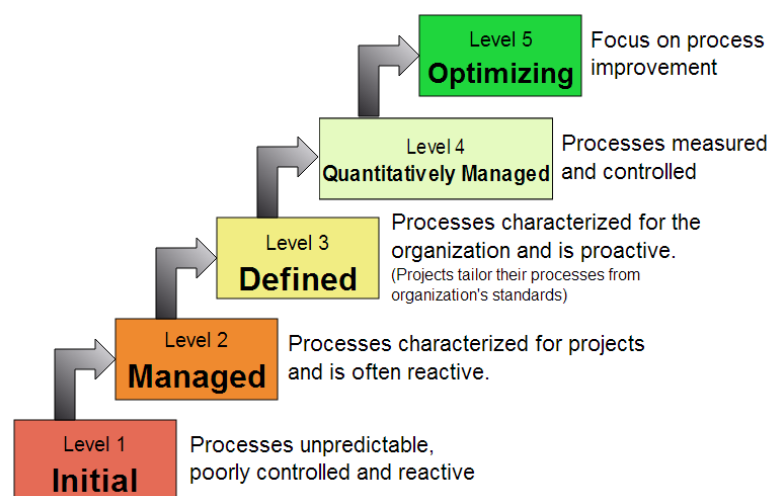 Level 5
Optimizing
Focus on process
improvement
Level 4
Quantitatively Managed
Processes measured
and controlled
Level 3
Defined
Processes characterized for the
organization and is proactive.
(Projects tailor their processes from
organization's standards)
Level 2
Managed
Processes characterized for projects
and is often reactive.
Level 1
Initial
Processes unpredictable,
poorly controlled and reactive